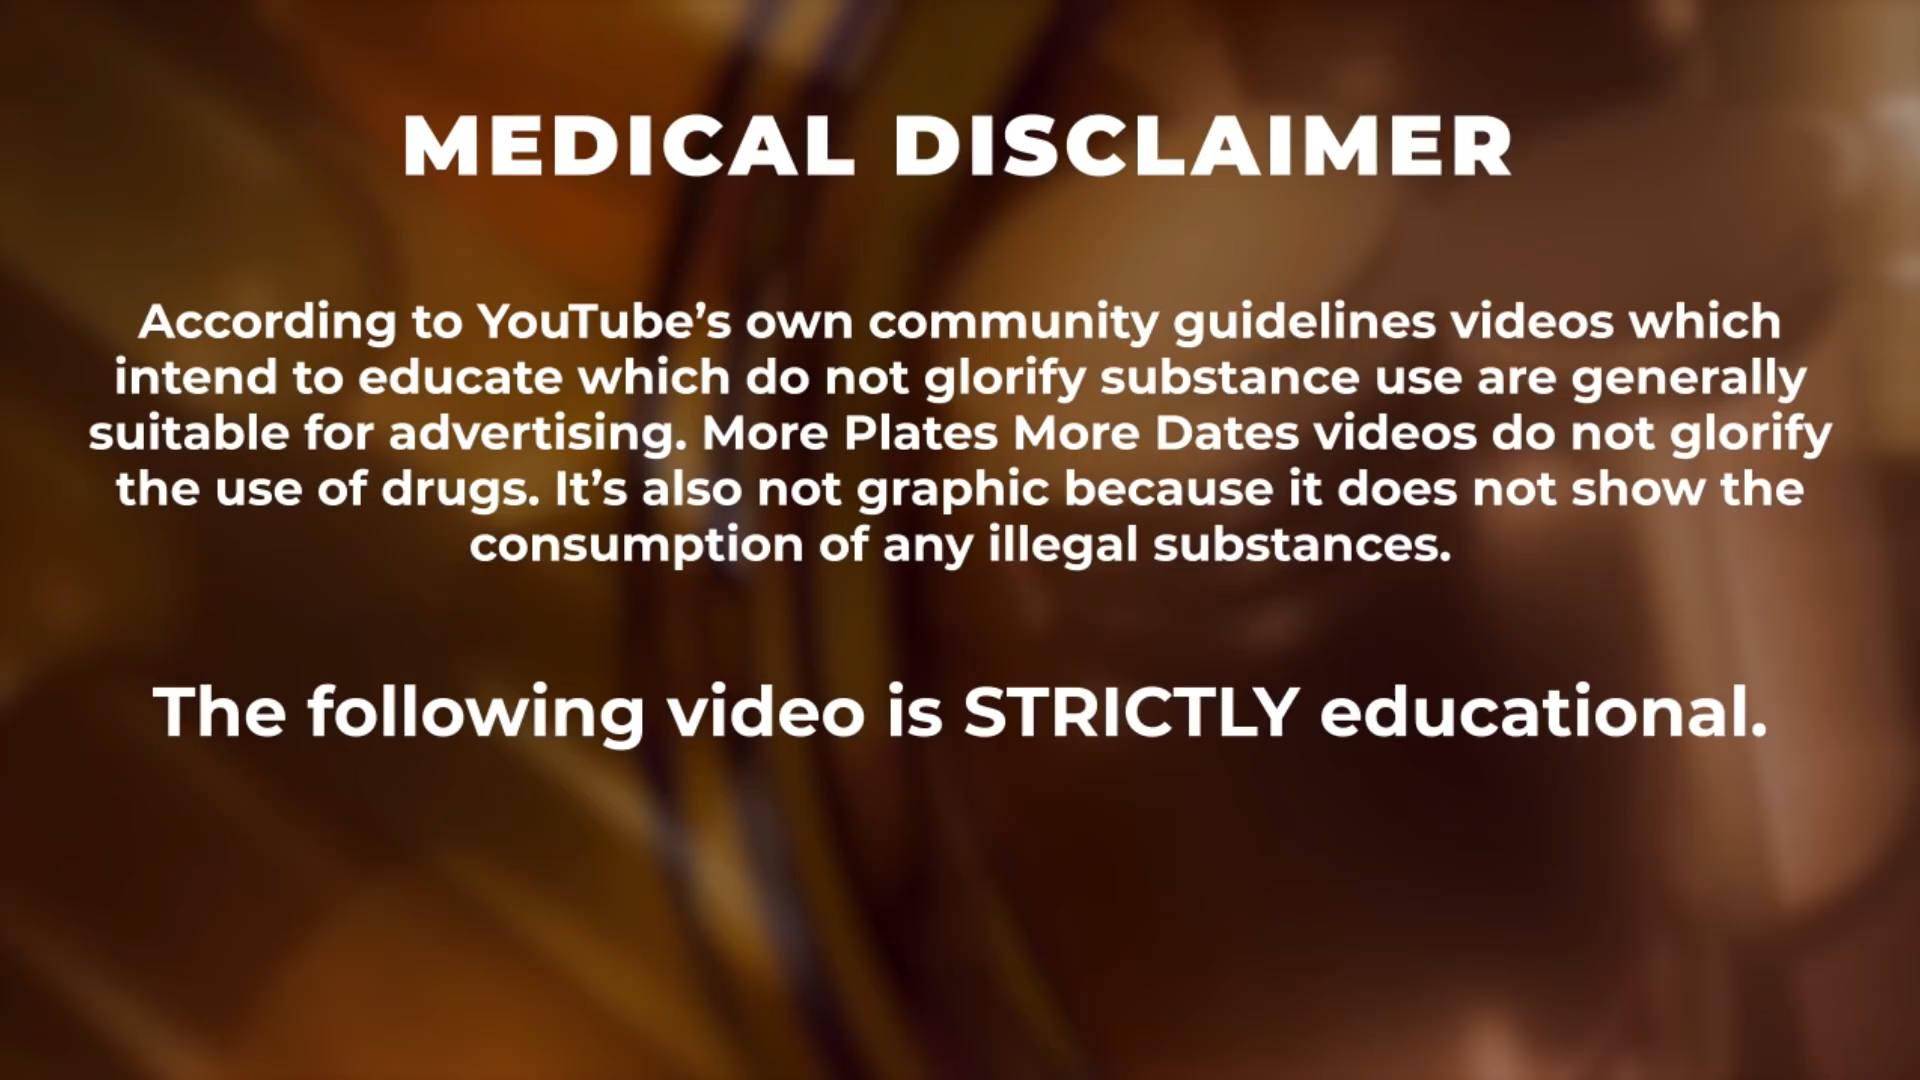 MEDICAL DISCLAIMER
According to YouTube’s own community guidelines videos which
intend to educate which do not glorify substance use are generally
suitable for advertising. More Plates More Dates videos do not glorify
the use of drugs. It’s also not graphic because it does not show the
consumption of any illegal substances.
The following video is STRICTLY educational.